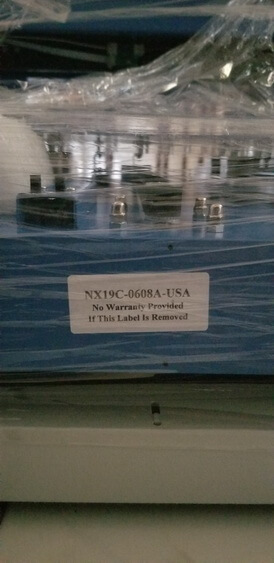 NX19C-0608A-USA
No Warranty Provided
If This Label Is Removed